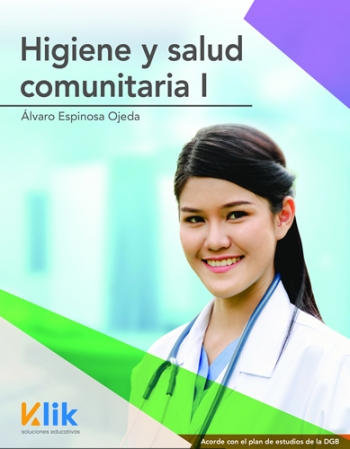 Higiene y salud
comunitaria I
Álvaro Espinosa Ojeda
Klik
soluciones educativas
Acorde con el plan de estudios de la DGB